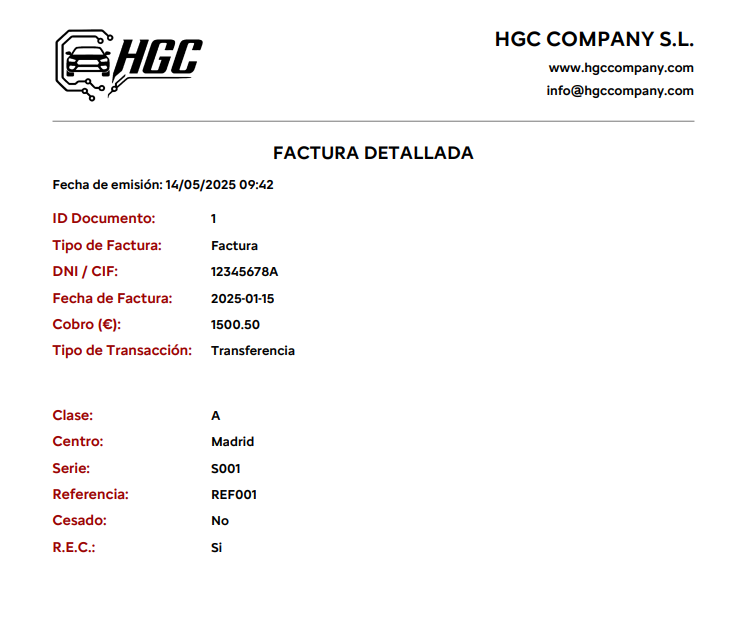 HGC
HGC COMPANY S.L.
www.hgccompany.com
info@hgccompany.com
FACTURA DETALLADA
Fecha de emisión: 14/05/2025 09:42
ID Documento: 1
Tipo de Factura: Factura
DNI / CIF: 12345678A
Fecha de Factura: 2025-01-15
Cobro (€): 1500.50
Tipo de Transacción: Transferencia
Clase: A
Centro: Madrid
Serie: S001
Referencia: REF001
Cesado: No
R.E.C.: Si